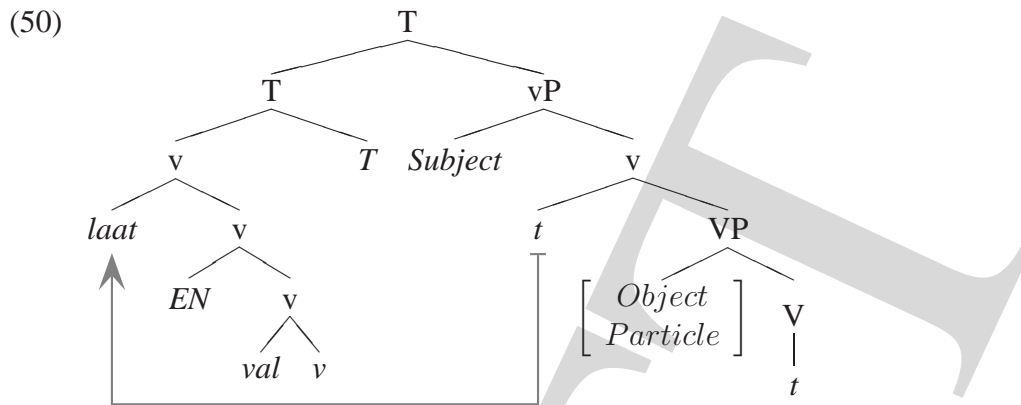 (50) T
T vP
v T Subject v
laat v t VP
EN v [ Object Particle ] V
val v t